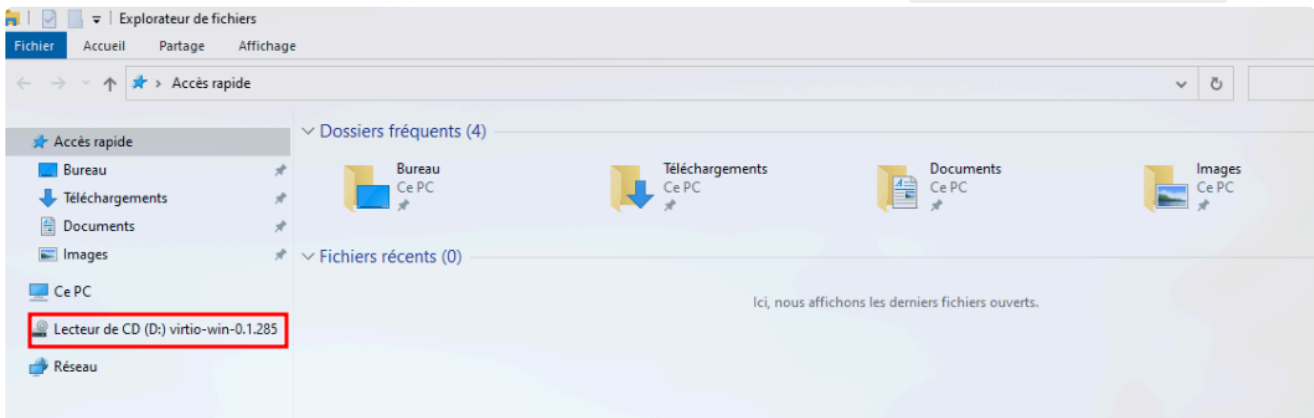 Explorateur de fichiers
Fichier Accueil Partage Affichage
Accès rapide
Accès rapide
Bureau
Téléchargements
Documents
Images
Ce PC
Lecteur de CD (D:) virtio-win-0.1.285
Réseau
Dossiers fréquents (4)
Bureau
Ce PC
Téléchargements
Ce PC
Documents
Ce PC
Images
Ce PC
Fichiers récents (0)
Ici, nous affichons les derniers fichiers ouverts.